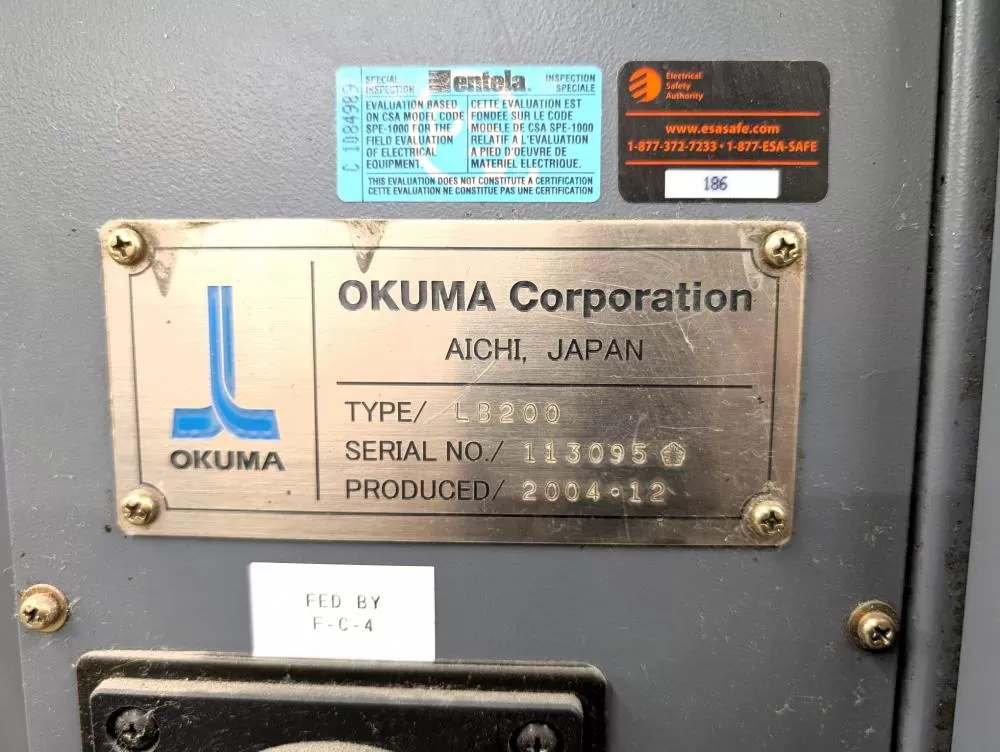 C 1084989
SPECIAL
INSPECTION
entela.
INSPECTION
SPECIALE
EVALUATION BASED
ON CSA MODEL CODE
SPE-1000 FOR THE
FIELD EVALUATION
OF ELECTRICAL
EQUIPMENT.
CETTE EVALUATION EST
FONDEE SUR LE CODE
MODELE DE CSA SPE-1000
RELATIF A L'EVALUATION
A PIED D'OEUVRE DE
MATERIEL ELECTRIQUE.
THIS EVALUATION DOES NOT CONSTITUTE A CERTIFICATION
CETTE EVALUATION NE CONSTITUE PAS UNE CERTIFICATION
Electrical
Safety
Authority
www.esasafe.com
1-877-372-7233 • 1-877-ESA-SAFE
186
OKUMA
OKUMA Corporation
AICHI, JAPAN
TYPE/ LB200
SERIAL NO./ 113095
PRODUCED/ 2004•12
FED BY
F-C-4